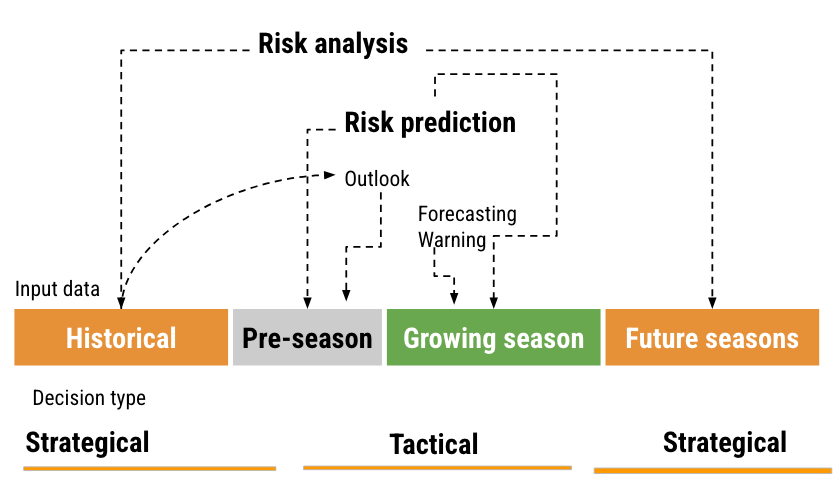 Risk analysis
Risk prediction
Outlook
Forecasting
Warning
Input data
Historical
Pre-season
Growing season
Future seasons
Decision type
Strategical
Tactical
Strategical